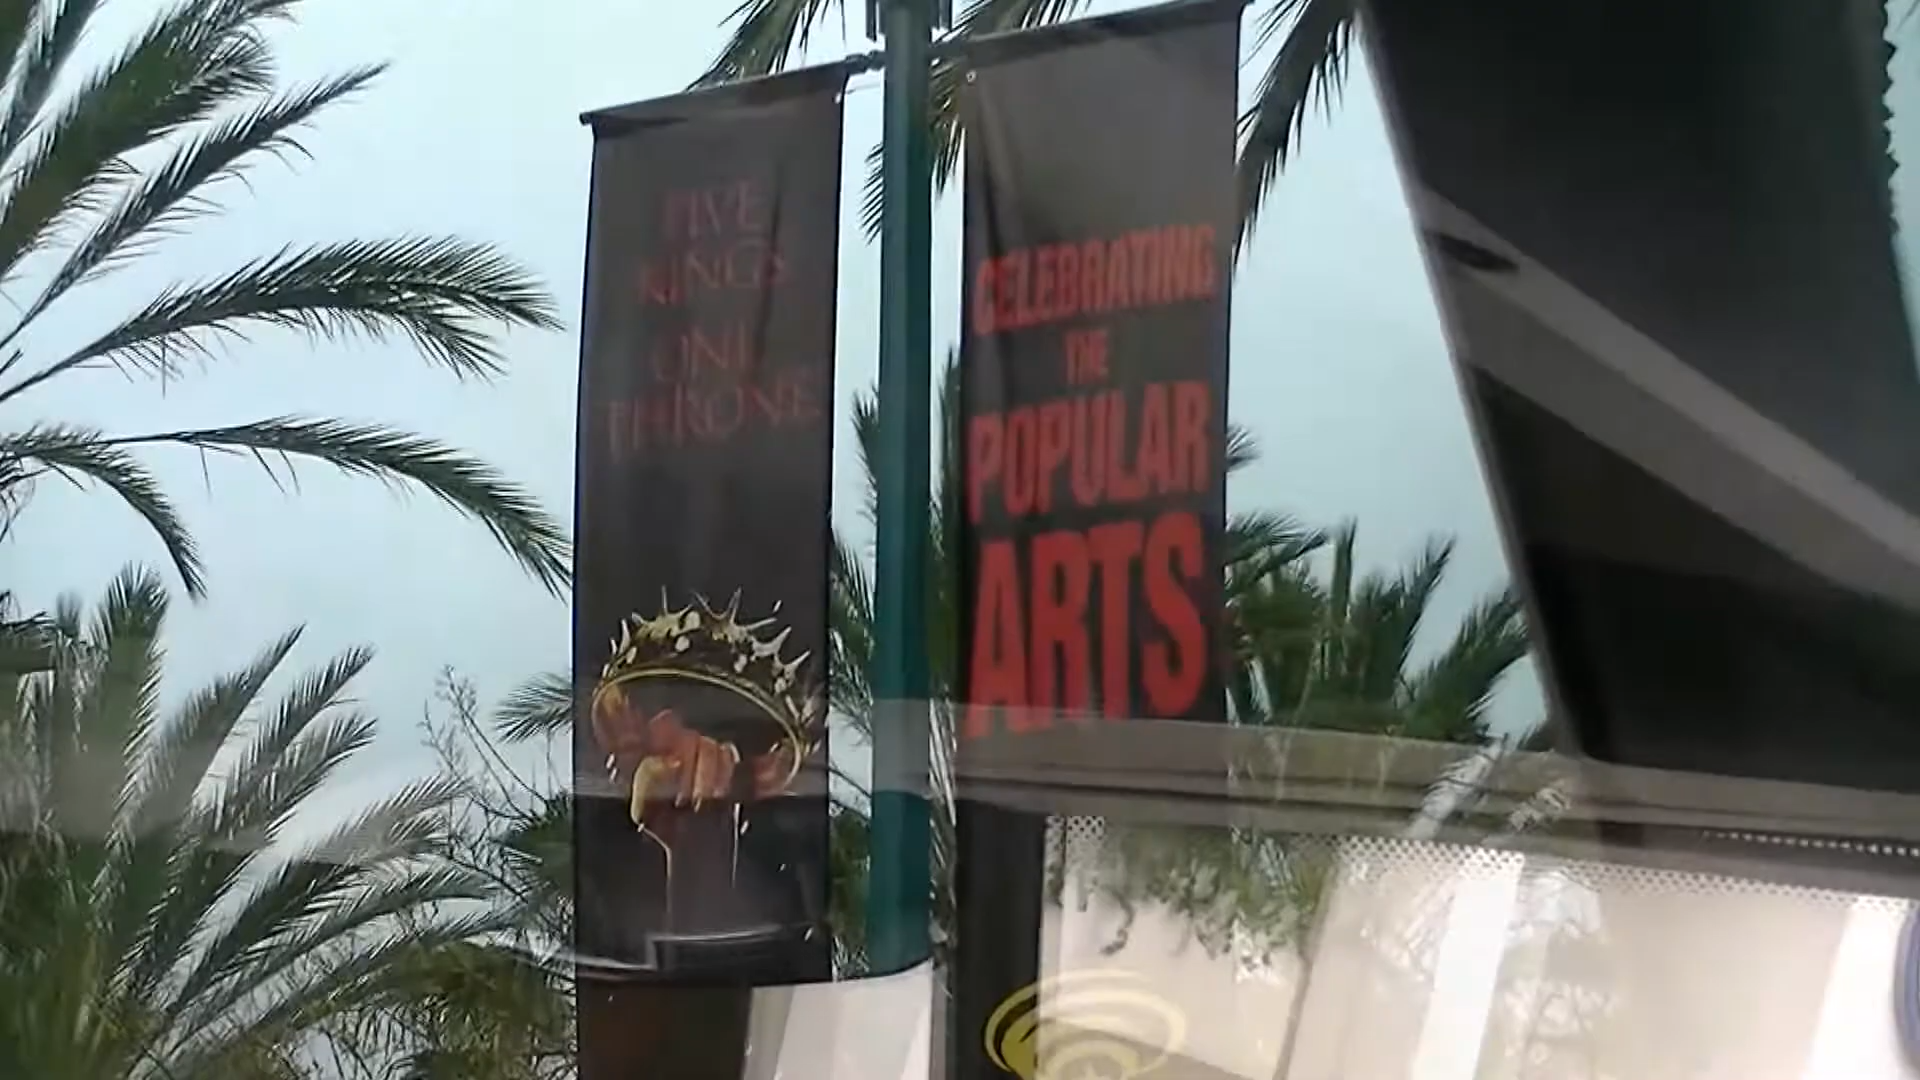 FIVE
KINGS
ONE
THRONE
CELEBRATING
THE
POPULAR
ARTS